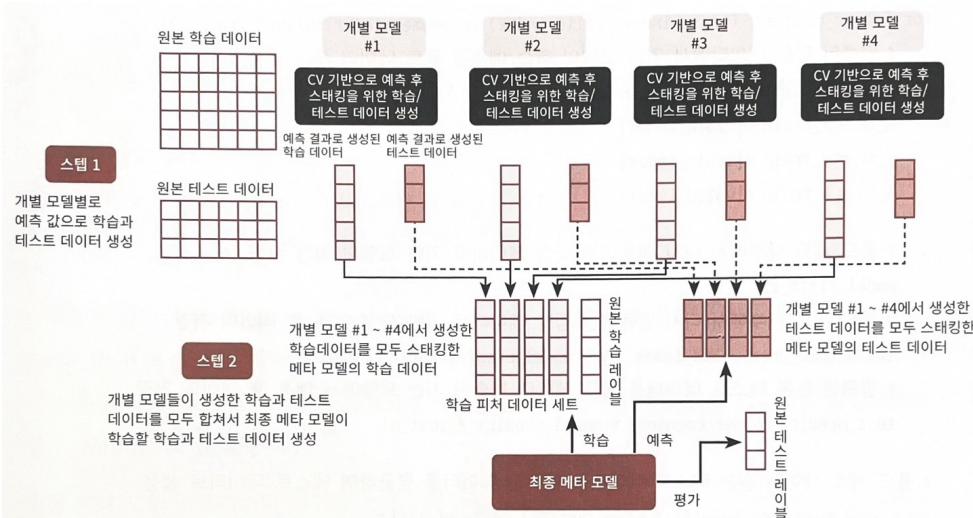 원본 학습 데이터
개별 모델
#1
개별 모델
#2
개별 모델
#3
개별 모델
#4
CV 기반으로 예측 후
스태킹을 위한 학습/
테스트 데이터 생성
CV 기반으로 예측 후
스태킹을 위한 학습/
테스트 데이터 생성
CV 기반으로 예측 후
스태킹을 위한 학습/
테스트 데이터 생성
CV 기반으로 예측 후
스태킹을 위한 학습/
테스트 데이터 생성
예측 결과로 생성된
학습 데이터
예측 결과로 생성된
테스트 데이터
스텝 1
개별 모델별로
예측 값으로 학습과
테스트 데이터 생성
원본 테스트 데이터
개별 모델 #1 ~ #4에서 생성한
학습데이터를 모두 스태킹한
메타 모델의 학습 데이터
원본 학습 레이블
개별 모델 #1 ~ #4에서 생성한
테스트 데이터를 모두 스태킹한
메타 모델의 테스트 데이터
스텝 2
개별 모델들이 생성한 학습과 테스트
데이터를 모두 합쳐서 최종 메타 모델이
학습할 학습과 테스트 데이터 생성
학습 피처 데이터 세트
학습
예측
원본 테스트 레이블
최종 메타 모델
평가